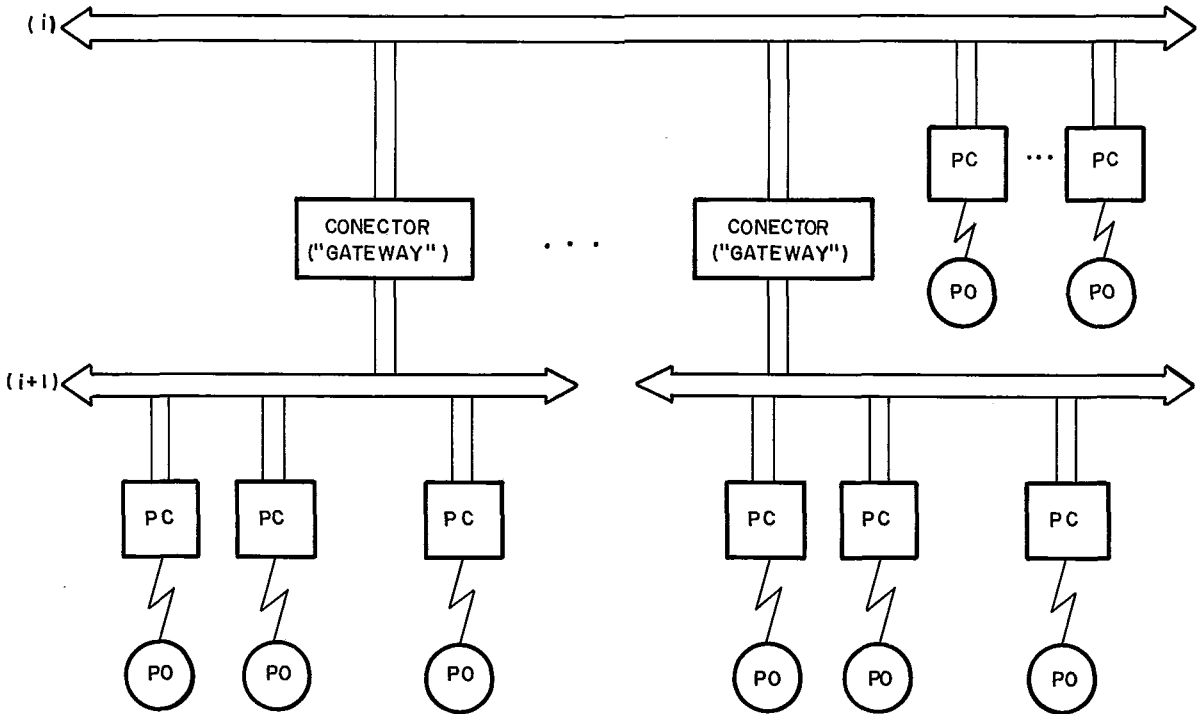 (i)
PC ... PC
CONECTOR
("GATEWAY")
. . .
CONECTOR
("GATEWAY")
PO PO
(i+1)
PC PC PC PC PC PC
PO PO PO PO PO PO